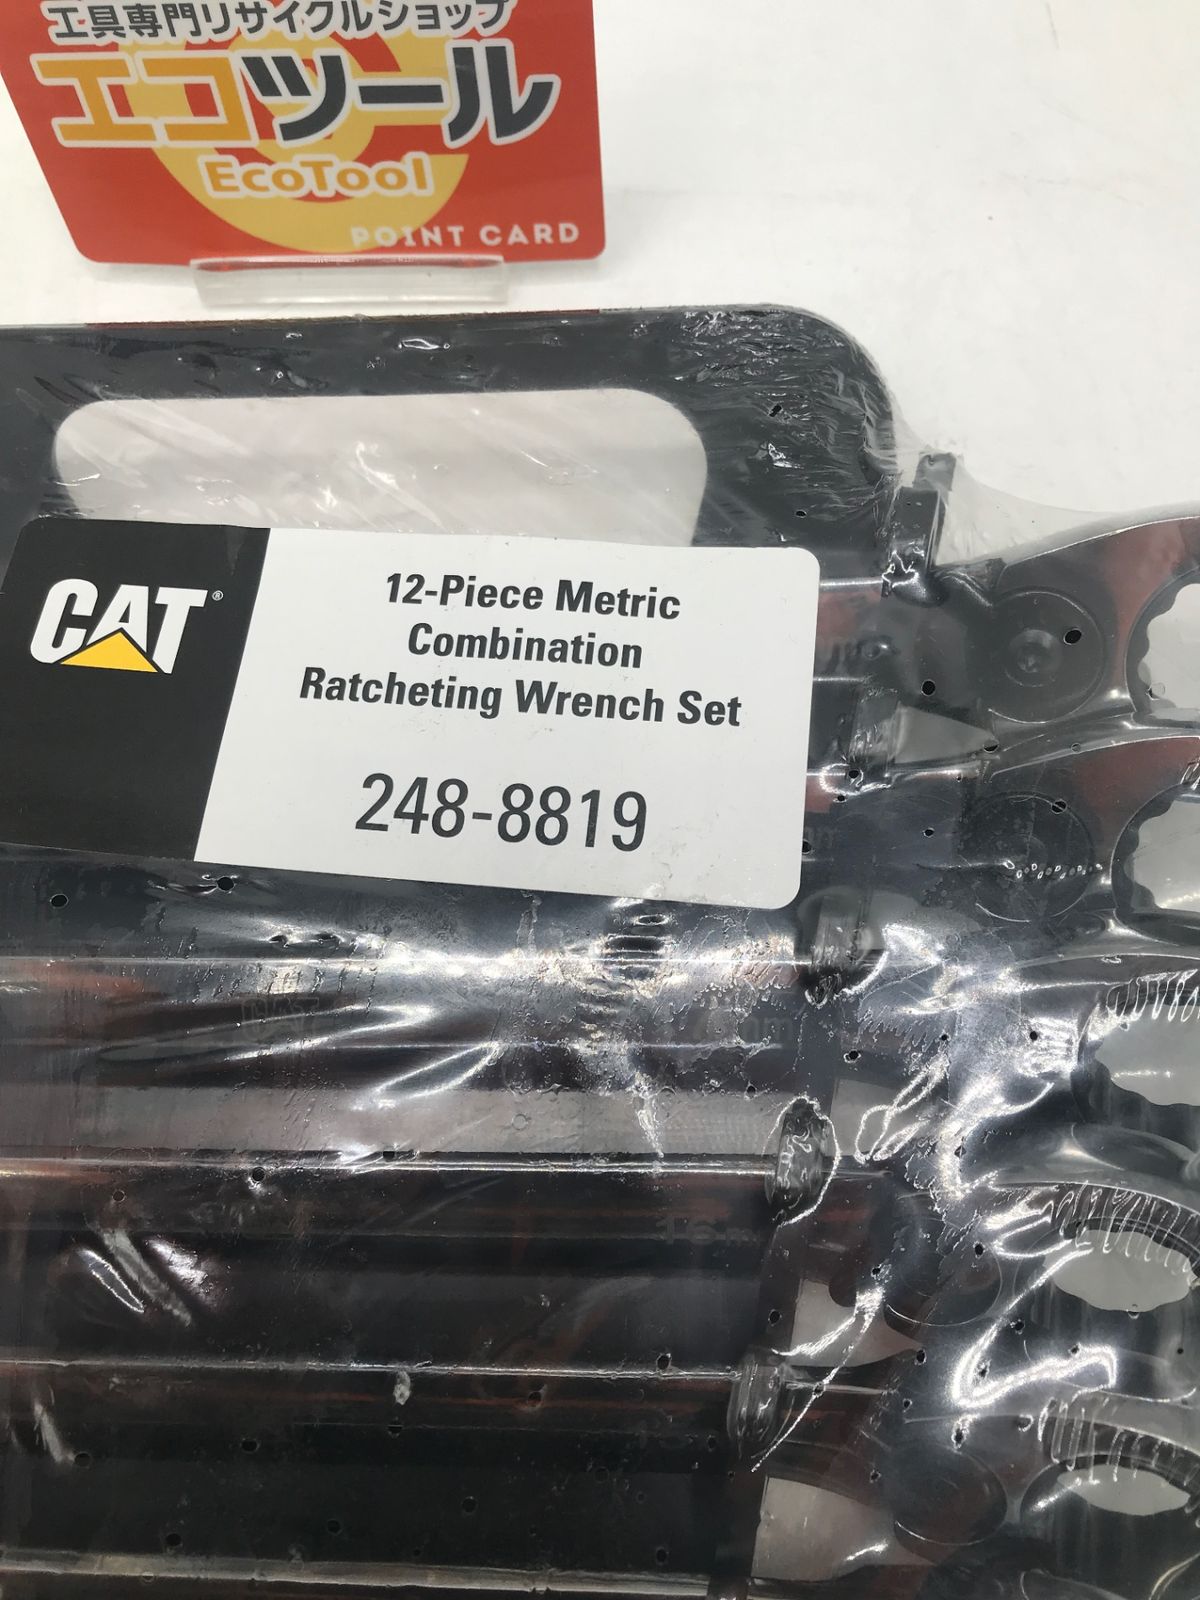 工具専門リサイクルショップ
エコツール
EcoTool
POINT CARD
CAT®
12-Piece Metric
Combination
Ratcheting Wrench Set
248-8819
CAT